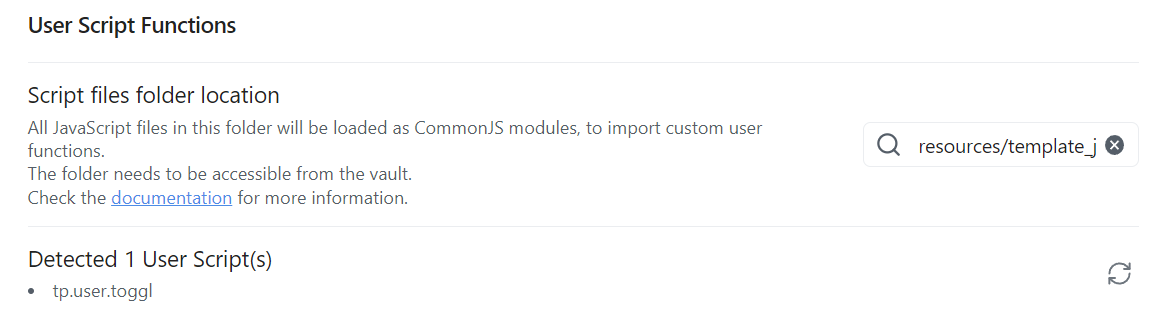 User Script Functions
Script files folder location
All JavaScript files in this folder will be loaded as CommonJS modules, to import custom user
functions.
The folder needs to be accessible from the vault.
Check the documentation for more information.
resources/template_j
Detected 1 User Script(s)
• tp.user.toggl